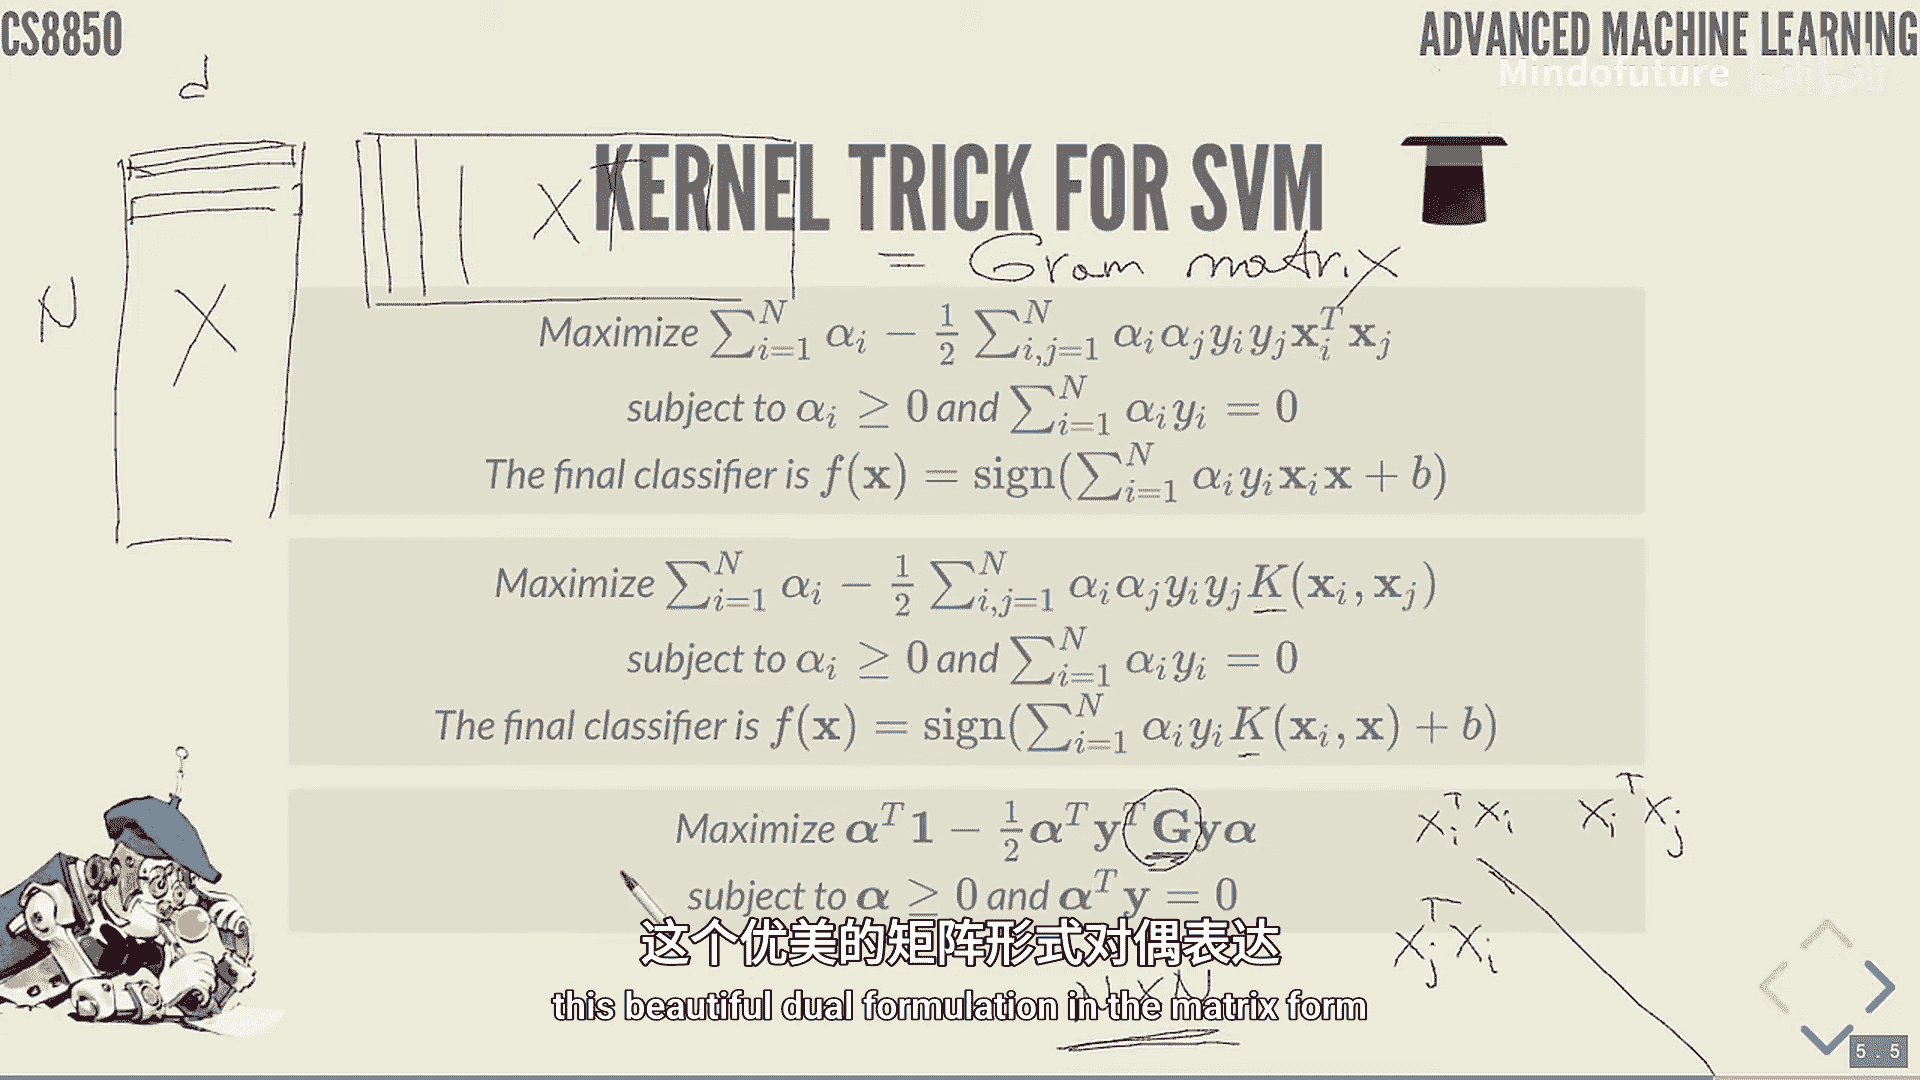 CS8850
ADVANCED MACHINE LEARNING
Mindofuture
d
X^T
KERNEL TRICK FOR SVM
= Gram matrix
N
X
Maximize ∑_{i=1}^{N} α_i − 1/2 ∑_{i,j=1}^{N} α_i α_j y_i y_j x_i^T x_j
subject to α_i ≥ 0 and ∑_{i=1}^{N} α_i y_i = 0
The final classifier is f(x) = sign(∑_{i=1}^{N} α_i y_i x_i x + b)
Maximize ∑_{i=1}^{N} α_i − 1/2 ∑_{i,j=1}^{N} α_i α_j y_i y_j K(x_i, x_j)
subject to α_i ≥ 0 and ∑_{i=1}^{N} α_i y_i = 0
The final classifier is f(x) = sign(∑_{i=1}^{N} α_i y_i K(x_i, x) + b)
Maximize α^T 1 − 1/2 α^T y^T G y α
x_i^T x_i x_i^T x_j
subject to α ≥ 0 and α^T y = 0
x_j^T x_i
这个优美的矩阵形式对偶表达
N×N
this beautiful dual formulation in the matrix form
5.5